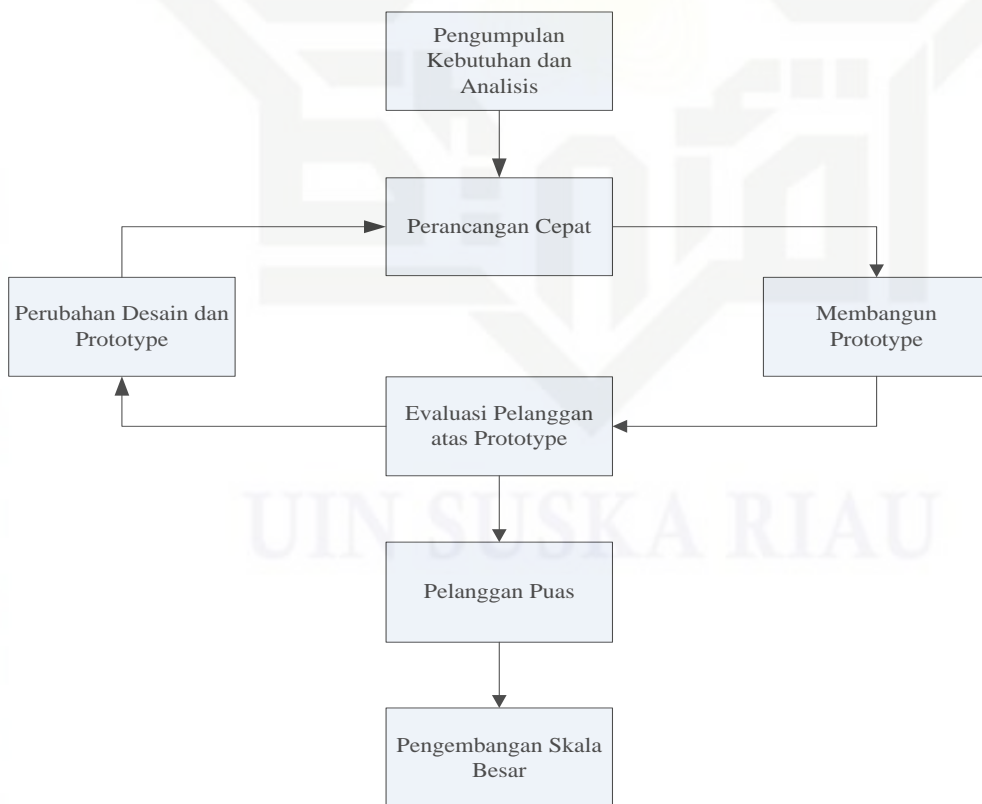 Pengumpulan
Kebutuhan dan
Analisis
Perancangan Cepat
Perubahan Desain dan
Prototype
Membangun
Prototype
Evaluasi Pelanggan
atas Prototype
UIN SUSKA RIAU
Pelanggan Puas
Pengembangan Skala
Besar